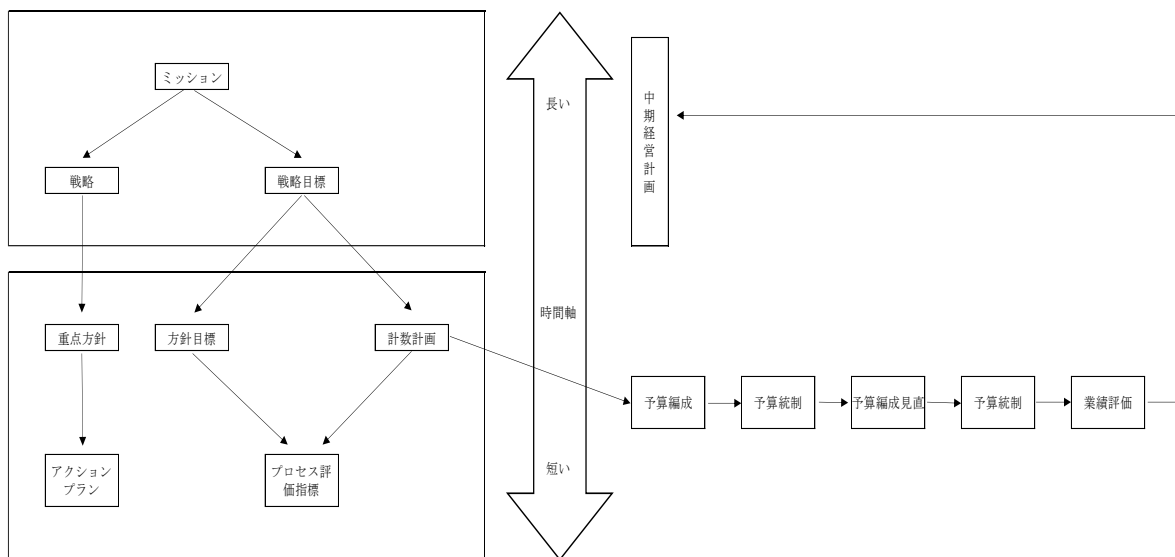 ミッション
戦略
戦略目標
重点方針
方針目標
計数計画
アクション
プラン
プロセス評
価指標
長い
時間軸
短い
中期経営計画
予算編成
予算統制
予算編成見直
予算統制
業績評価